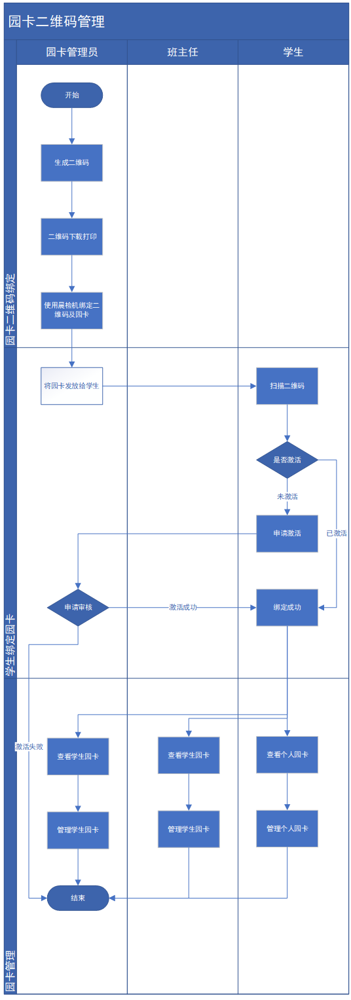 园卡二维码管理
园卡管理员
班主任
学生
园卡二维码绑定
开始
生成二维码
二维码下载打印
使用晨检机绑定二
维码及园卡
学生绑定园卡
将园卡发放给学生
扫描二维码
是否激活
未激活
申请激活
已激活
申请审核
激活成功
绑定成功
园卡管理
激活失败
查看学生园卡
查看学生园卡
查看个人园卡
管理学生园卡
管理学生园卡
管理个人园卡
结束